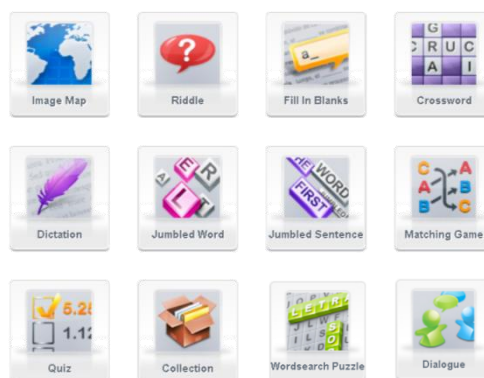 Image Map
Riddle
Fill In Blanks
Crossword
Dictation
Jumbled Word
Jumbled Sentence
Matching Game
Quiz
Collection
Wordsearch Puzzle
Dialogue